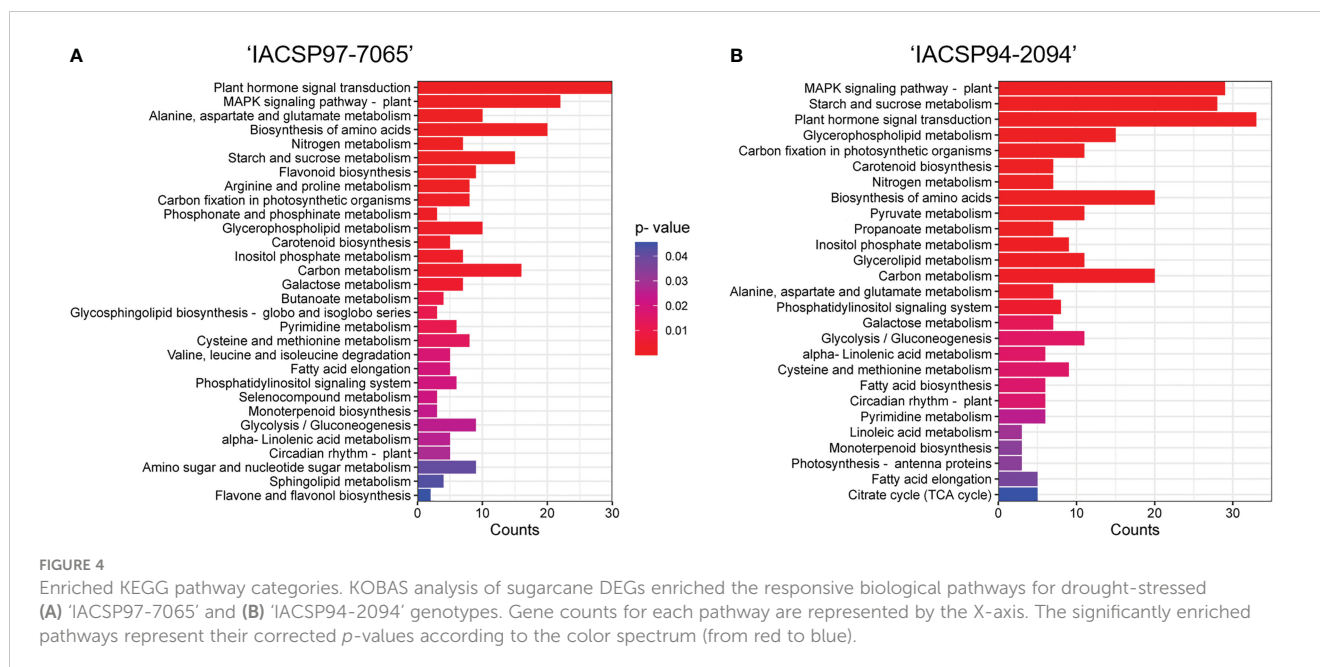 A
'IACSP97-7065'
Plant hormone signal transduction
MAPK signaling pathway - plant
Alanine, aspartate and glutamate metabolism
Biosynthesis of amino acids
Nitrogen metabolism
Starch and sucrose metabolism
Flavonoid biosynthesis
Arginine and proline metabolism
Carbon fixation in photosynthetic organisms
Phosphonate and phosphinate metabolism
Glycerophospholipid metabolism
Carotenoid biosynthesis
Inositol phosphate metabolism
Carbon metabolism
Galactose metabolism
Butanoate metabolism
Glycosphingolipid biosynthesis - globo and isoglobo series
Pyrimidine metabolism
Cysteine and methionine metabolism
Valine, leucine and isoleucine degradation
Fatty acid elongation
Phosphatidylinositol signaling system
Selenocompound metabolism
Monoterpenoid biosynthesis
Glycolysis / Gluconeogenesis
alpha- Linolenic acid metabolism
Circadian rhythm - plant
Amino sugar and nucleotide sugar metabolism
Sphingolipid metabolism
Flavone and flavonol biosynthesis
0 10 20 30
Counts
p- value
0.04
0.03
0.02
0.01
B
'IACSP94-2094'
MAPK signaling pathway - plant
Starch and sucrose metabolism
Plant hormone signal transduction
Glycerophospholipid metabolism
Carbon fixation in photosynthetic organisms
Carotenoid biosynthesis
Nitrogen metabolism
Biosynthesis of amino acids
Pyruvate metabolism
Propanoate metabolism
Inositol phosphate metabolism
Glycerolipid metabolism
Carbon metabolism
Alanine, aspartate and glutamate metabolism
Phosphatidylinositol signaling system
Galactose metabolism
Glycolysis / Gluconeogenesis
alpha- Linolenic acid metabolism
Cysteine and methionine metabolism
Fatty acid biosynthesis
Circadian rhythm - plant
Pyrimidine metabolism
Linoleic acid metabolism
Monoterpenoid biosynthesis
Photosynthesis - antenna proteins
Fatty acid elongation
Citrate cycle (TCA cycle)
0 10 20 30
Counts
FIGURE 4
Enriched KEGG pathway categories. KOBAS analysis of sugarcane DEGs enriched the responsive biological pathways for drought-stressed
(A) 'IACSP97-7065' and (B) 'IACSP94-2094' genotypes. Gene counts for each pathway are represented by the X-axis. The significantly enriched
pathways represent their corrected p-values according to the color spectrum (from red to blue).